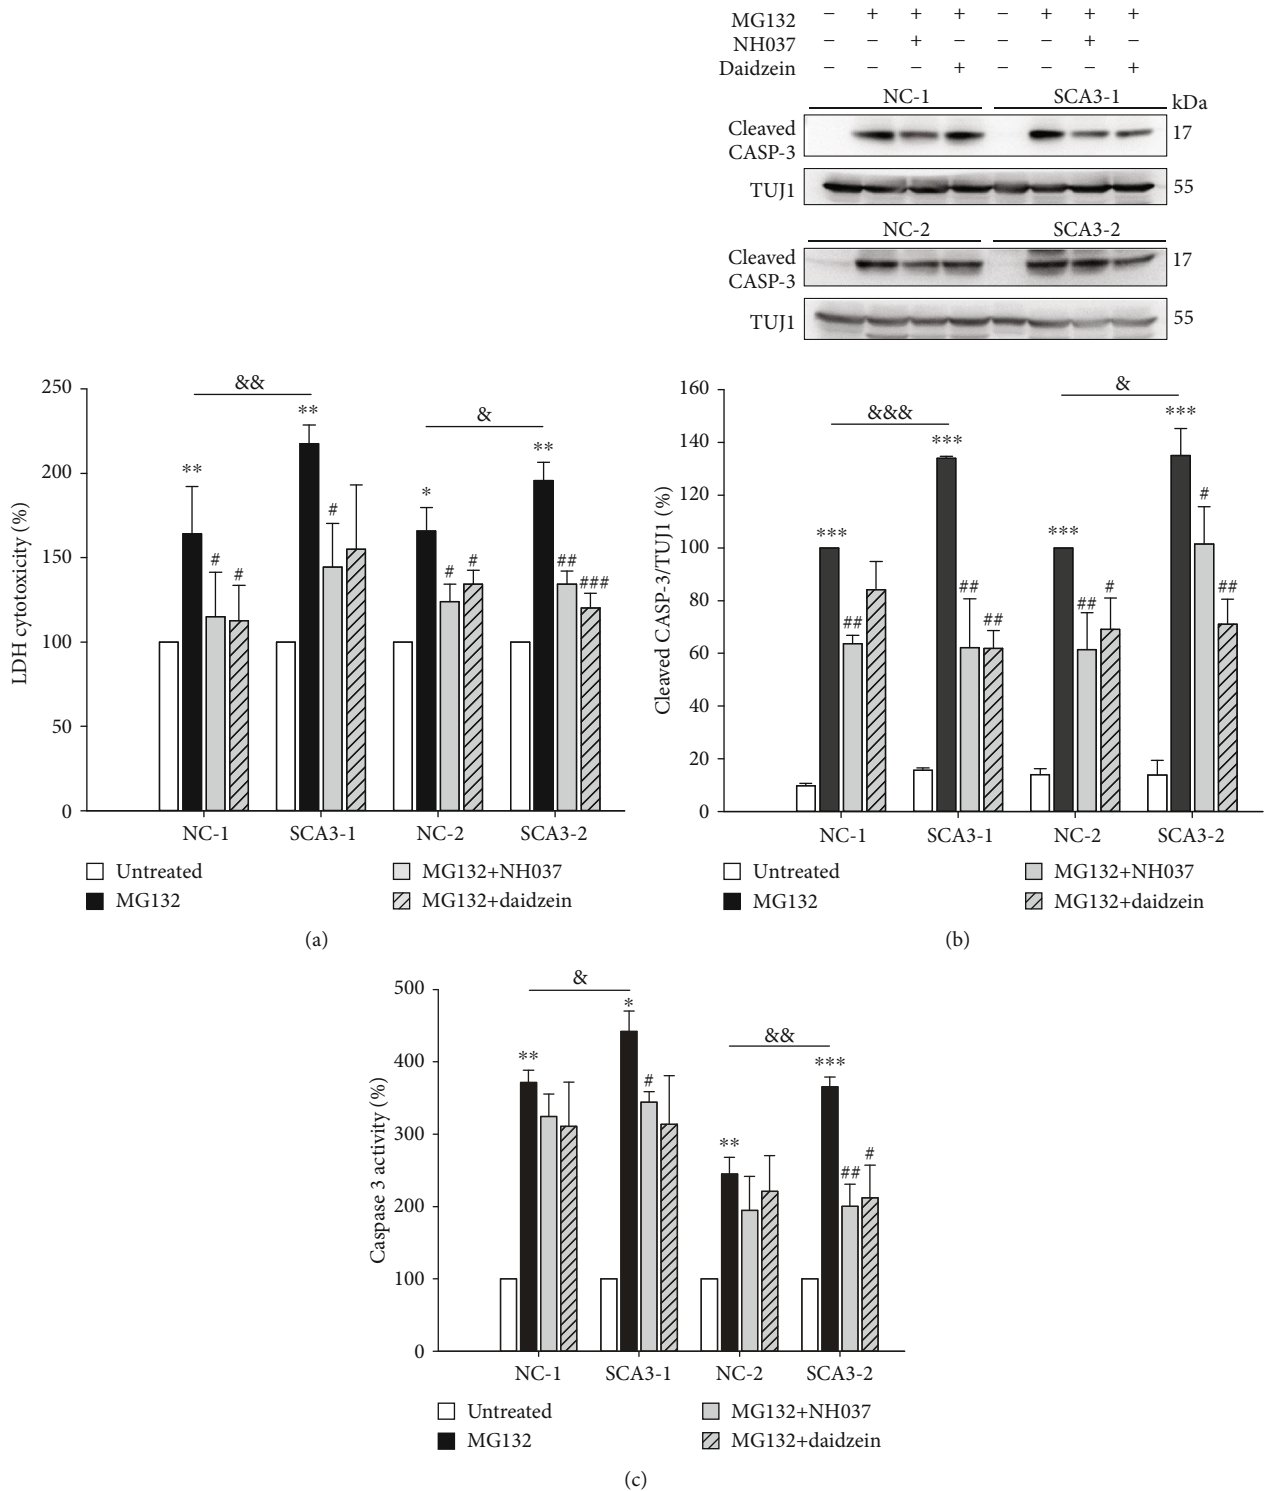 MG132 − + + + − + + +
NH037 − − + − − − + −
Daidzein − − − + − − − +
NC-1 SCA3-1 kDa
Cleaved CASP-3 17
TUJ1 55
NC-2 SCA3-2
Cleaved CASP-3 17
TUJ1 55
LDH cytotoxicity (%)
250
200
150
100
50
0
&& &
** # # ** # * # # ** ## ###
NC-1 SCA3-1 NC-2 SCA3-2
Untreated
MG132
MG132+NH037
MG132+daidzein
(a)
Cleaved CASP-3/TUJ1 (%)
160
140
120
100
80
60
40
20
0
&&& &
*** ## *** ## ## *** ## # *** # ##
NC-1 SCA3-1 NC-2 SCA3-2
Untreated
MG132
MG132+NH037
MG132+daidzein
(b)
Caspase 3 activity (%)
500
400
300
200
100
0
& &&
** * # ** *** ## #
NC-1 SCA3-1 NC-2 SCA3-2
Untreated
MG132
MG132+NH037
MG132+daidzein
(c)